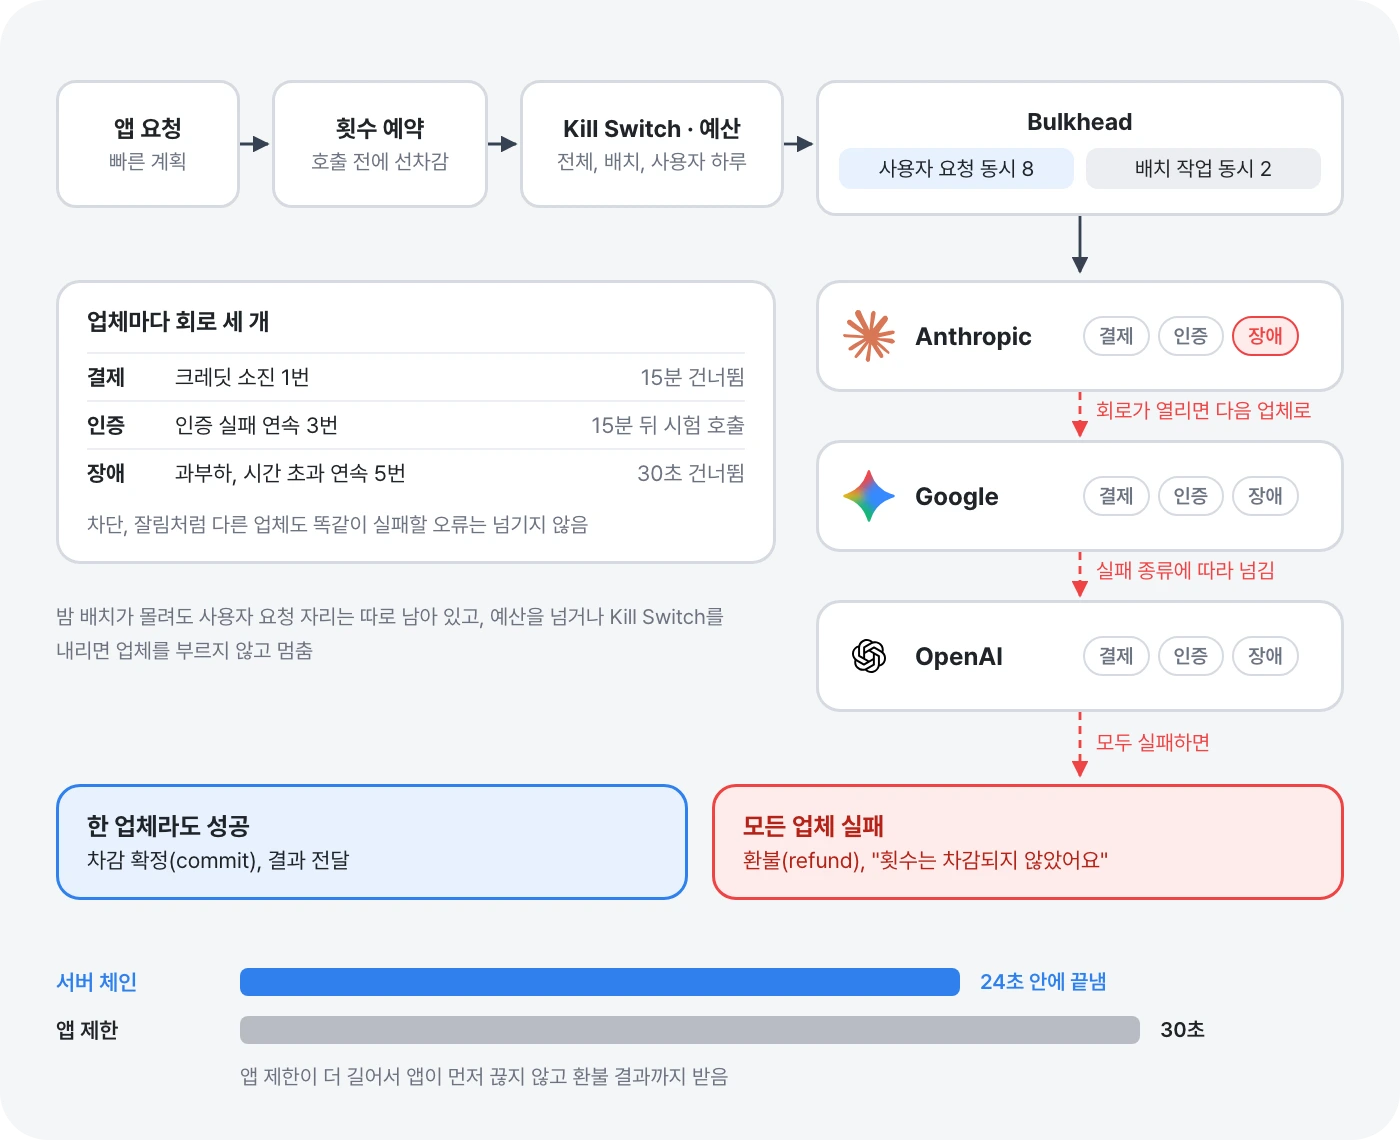 앱 요청
빠른 계획
횟수 예약
호출 전에 선차감
Kill Switch · 예산
전체, 배치, 사용자 하루
Bulkhead
사용자 요청 동시 8
배치 작업 동시 2
업체마다 회로 세 개
결제 크레딧 소진 1번 15분 건너뜀
인증 인증 실패 연속 3번 15분 뒤 시험 호출
장애 과부하, 시간 초과 연속 5번 30초 건너뜀
차단, 잘림처럼 다른 업체도 똑같이 실패할 오류는 넘기지 않음
밤 배치가 몰려도 사용자 요청 자리는 따로 남아 있고, 예산을 넘거나 Kill Switch를
내리면 업체를 부르지 않고 멈춤
Anthropic 결제 인증 장애
회로가 열리면 다음 업체로
Google 결제 인증 장애
실패 종류에 따라 넘김
OpenAI 결제 인증 장애
모두 실패하면
한 업체라도 성공
차감 확정(commit), 결과 전달
모든 업체 실패
환불(refund), "횟수는 차감되지 않았어요"
서버 체인 24초 안에 끝냄
앱 제한 30초
앱 제한이 더 길어서 앱이 먼저 끊지 않고 환불 결과까지 받음